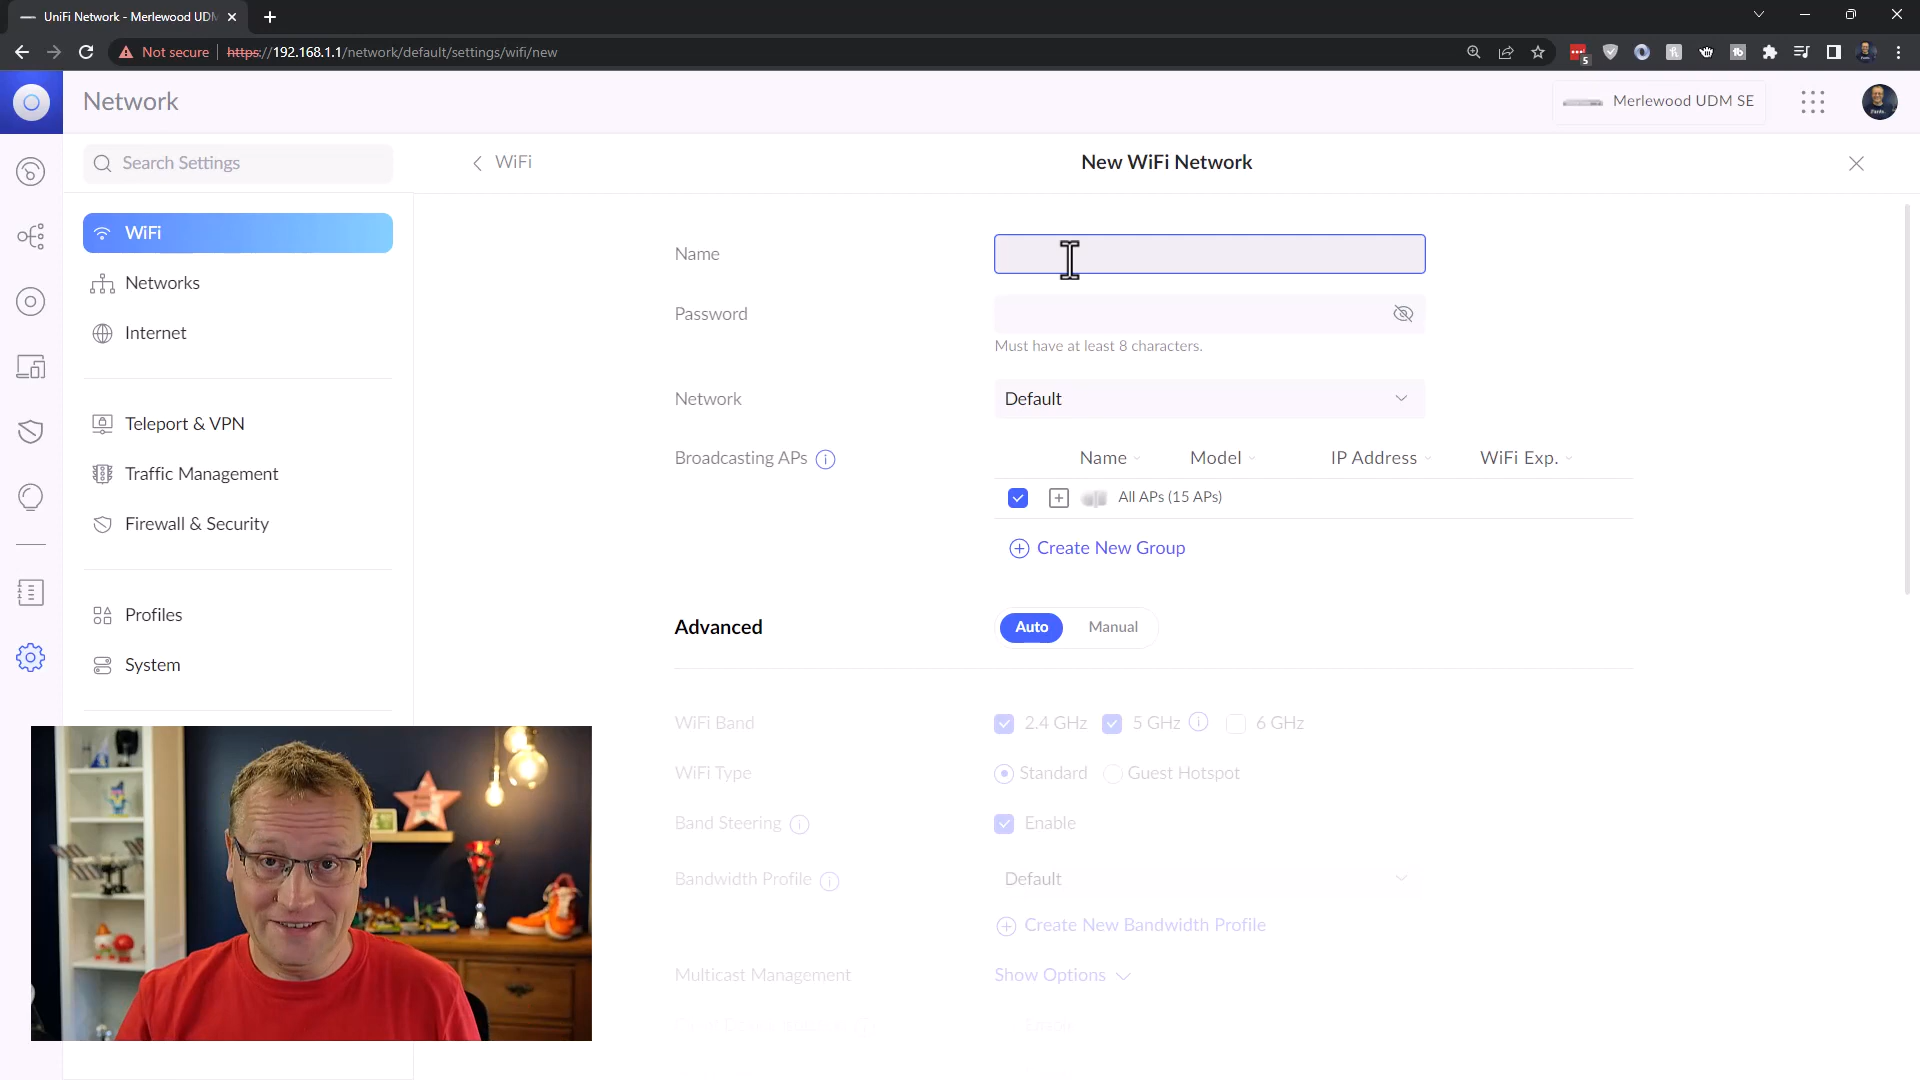 UniFi Network - Merlewood UDM
Not secure https://192.168.1.1/network/default/settings/wifi/new
5
Network
Merlewood UDM SE
Search Settings
WiFi
New WiFi Network
WiFi
Networks
Internet
Teleport & VPN
Traffic Management
Firewall & Security
Profiles
System
Name
Password
Must have at least 8 characters.
Network Default
Broadcasting APs
Name Model IP Address WiFi Exp.
All APs (15 APs)
Create New Group
Advanced Auto Manual
WiFi Band 2.4 GHz 5 GHz 6 GHz
WiFi Type Standard Guest Hotspot
Band Steering Enable
Bandwidth Profile Default
Create New Bandwidth Profile
Multicast Management Show Options